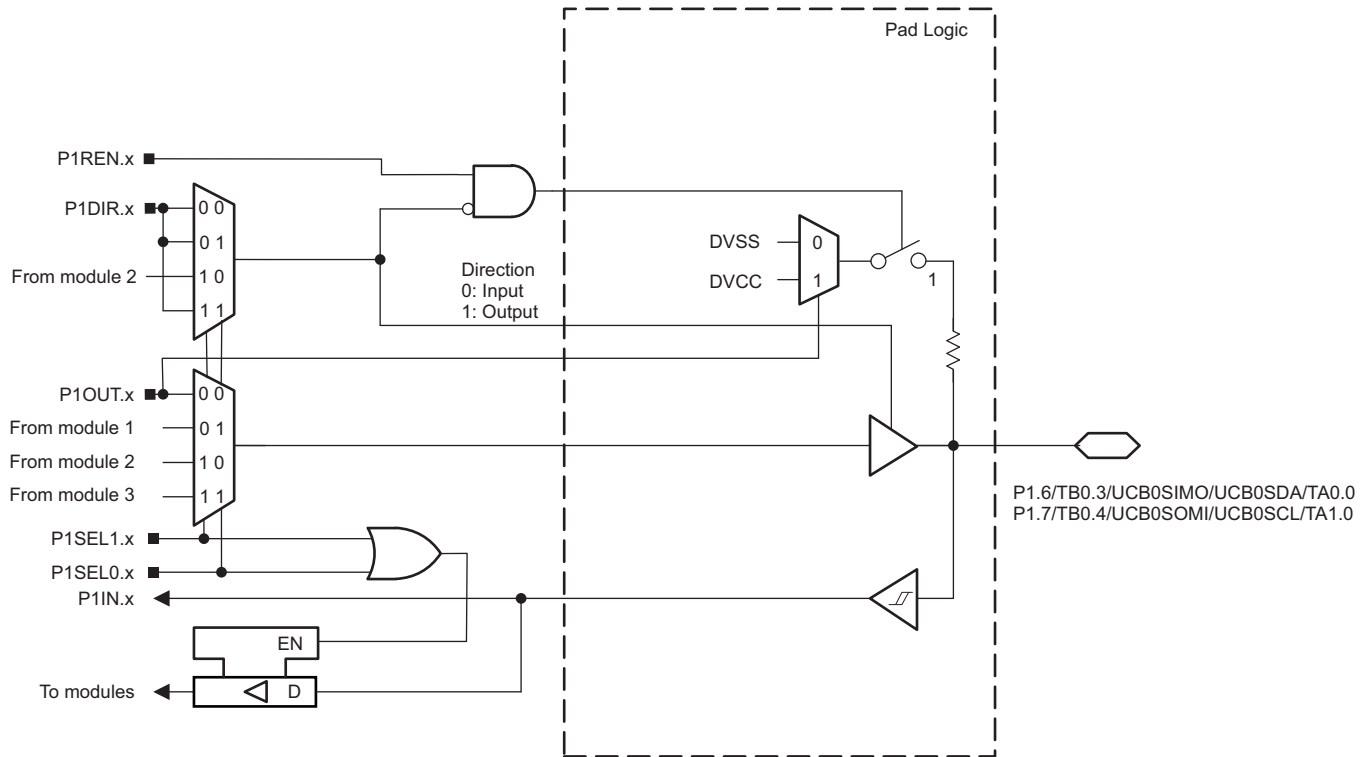 Pad Logic
P1REN.x
P1DIR.x
0 0
0 1
From module 2
1 0
1 1
Direction
0: Input
1: Output
DVSS
0
DVCC
1
1
P1OUT.x
0 0
From module 1
0 1
From module 2
1 0
From module 3
1 1
P1.6/TB0.3/UCB0SIMO/UCB0SDA/TA0.0
P1.7/TB0.4/UCB0SOMI/UCB0SCL/TA1.0
P1SEL1.x
P1SEL0.x
P1IN.x
EN
To modules
D